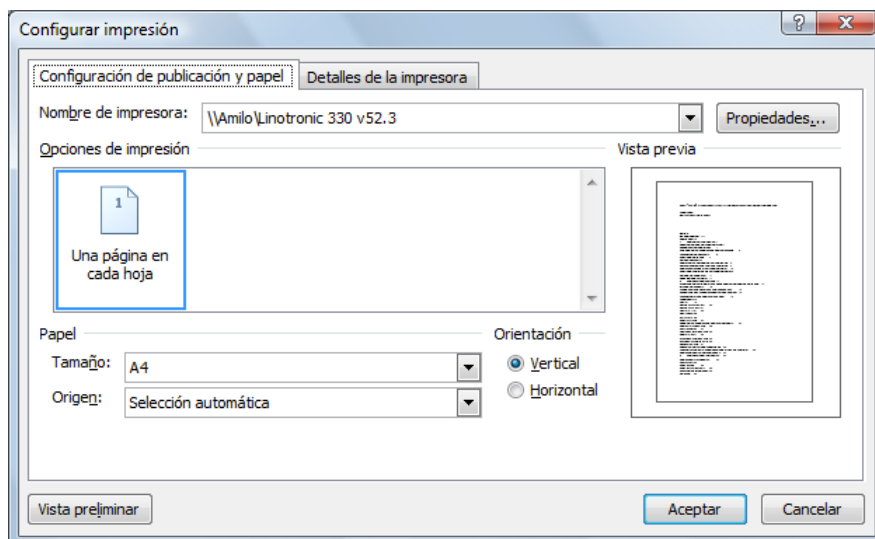 Configurar impresión
Configuración de publicación y papel
Detalles de la impresora
Nombre de impresora:
\\Amilo\Linotronic 330 v52.3
Propiedades...
Opciones de impresión
Vista previa
1
Una página en
cada hoja
Papel
Orientación
Tamaño:
A4
Vertical
Origen:
Selección automática
Horizontal
Vista preliminar
Aceptar
Cancelar